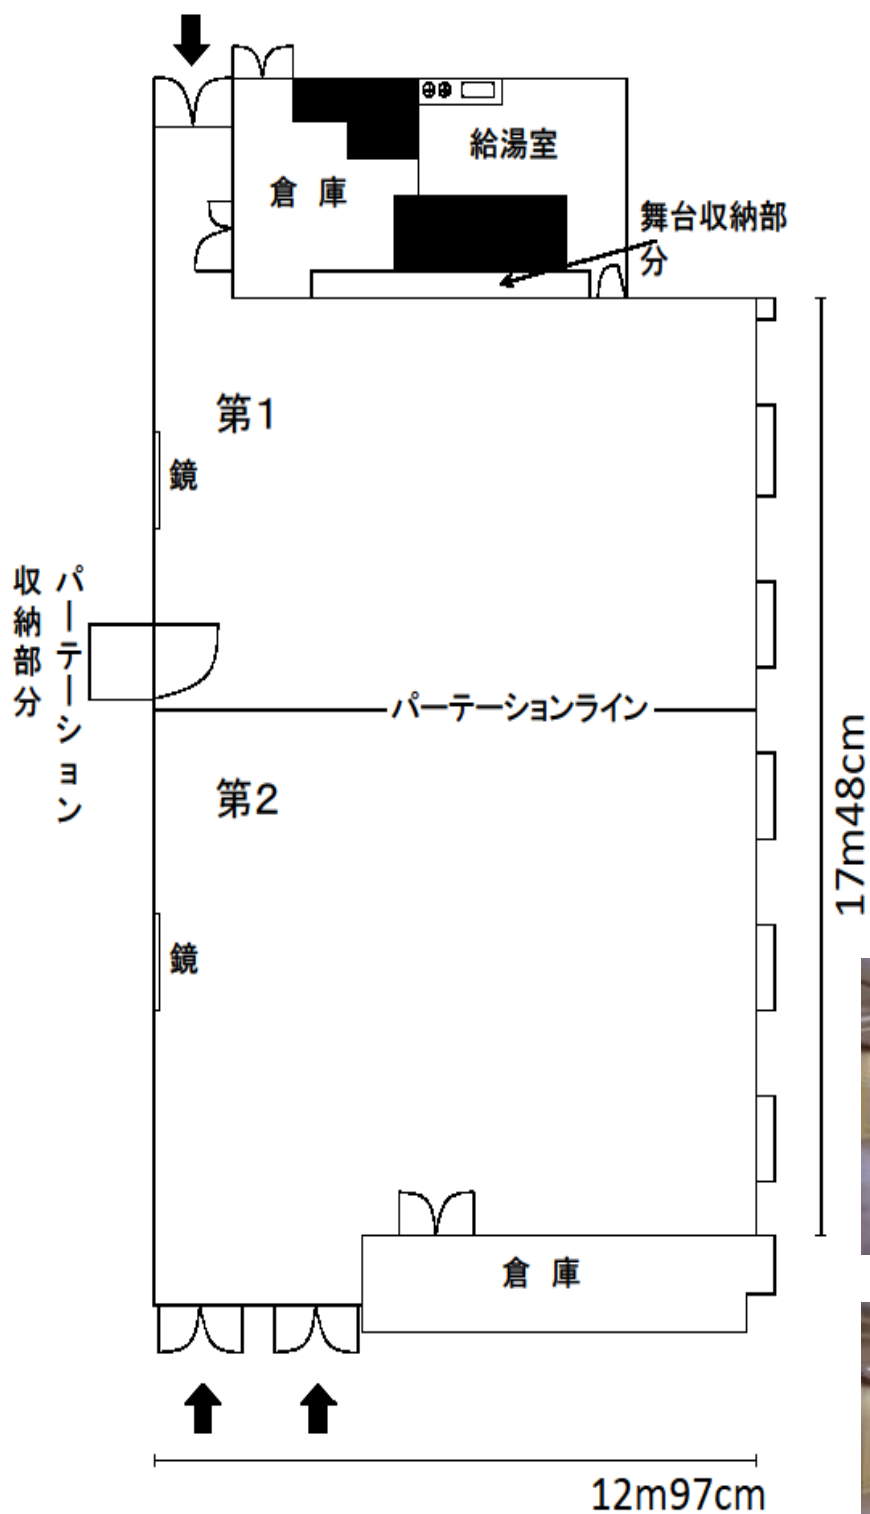 給湯室
倉 庫
舞台収納部
分
第1
鏡
パーテーション
収納部分
パーテーションライン
第2
17m48cm
鏡
倉 庫
12m97cm